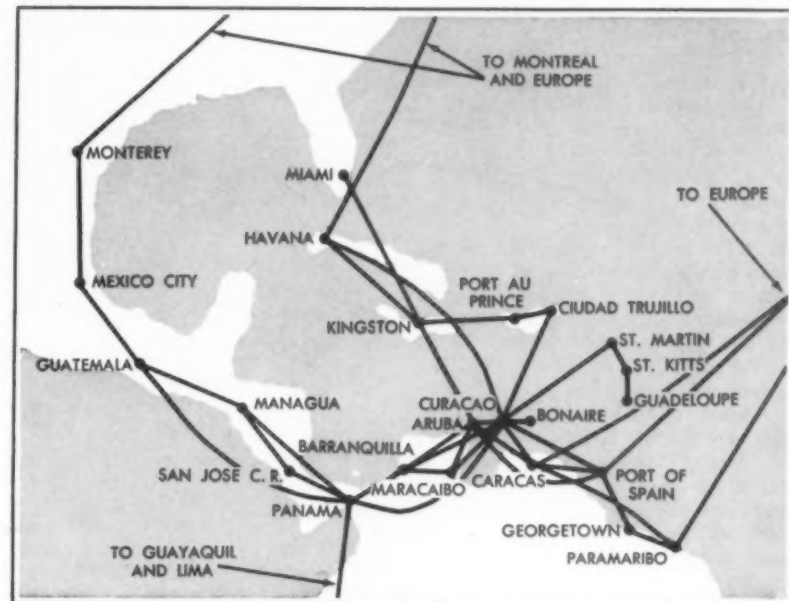 TO MONTREAL
AND EUROPE
MONTEREY
MIAMI
TO EUROPE
HAVANA
MEXICO CITY
PORT AU
PRINCE
CIUDAD TRUJILLO
KINGSTON
ST. MARTIN
GUATEMALA
ST. KITTS
MANAGUA
CURACAO
BONAIRE
GUADELOUPE
ARUBA
BARRANQUILLA
SAN JOSE C. R.
MARACAIBO
CARACAS
PORT OF
SPAIN
PANAMA
GEORGETOWN
PARAMARIBO
TO GUAYAQUIL
AND LIMA